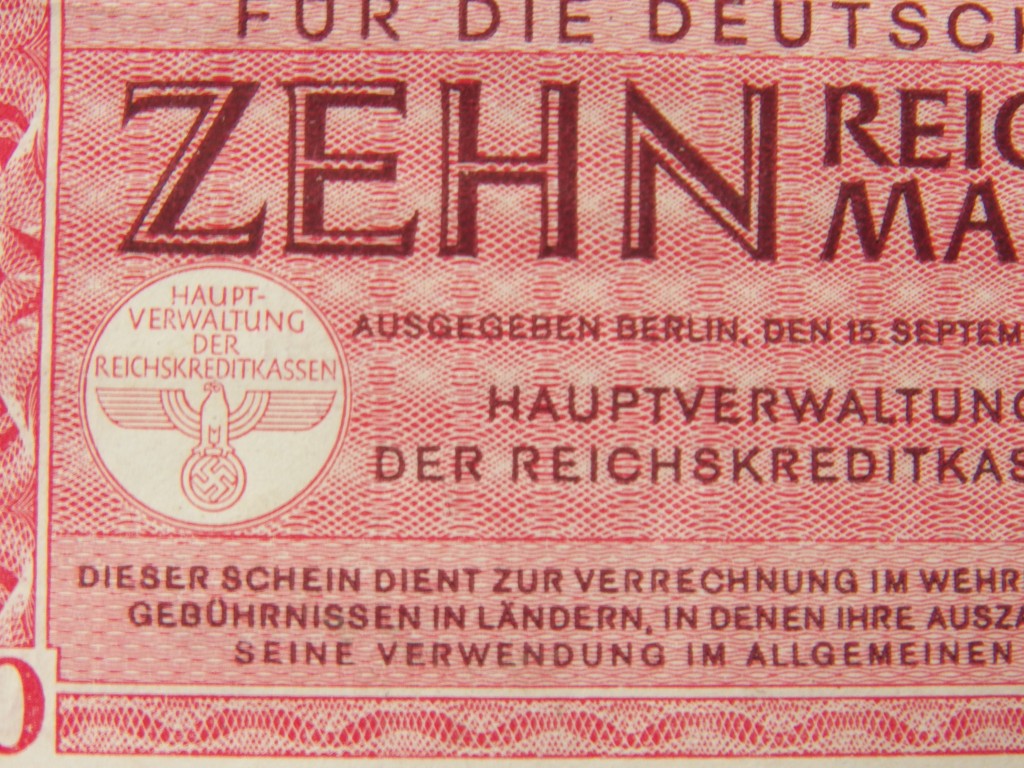 FÜR DIE DEUTSCH
ZEHN REIC
MA
HAUPT-
VERWALTUNG
DER
REICHSKREDITKASSEN
AUSGEGEBEN BERLIN, DEN 15. SEPTEM
HAUPTVERWALTUNG
DER REICHSKREDITKAS
DIESER SCHEIN DIENT ZUR VERRECHNUNG IM WEHR
GEBÜHRNISSEN IN LÄNDERN, IN DENEN IHRE AUSZA
SEINE VERWENDUNG IM ALLGEMEINEN
0